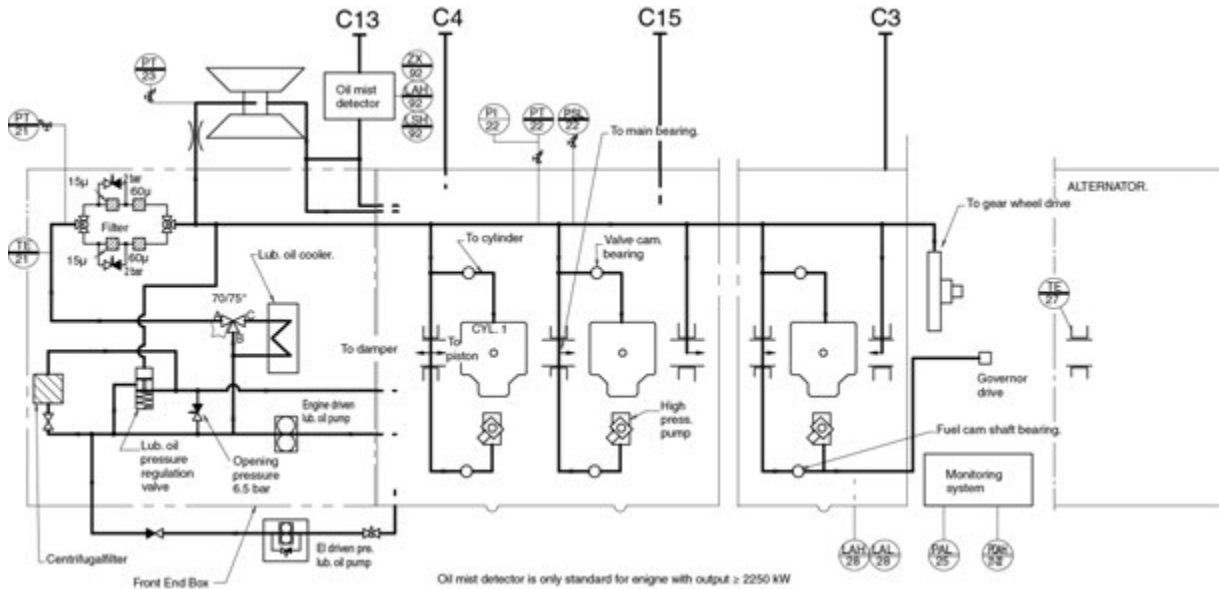 C13
C4
C15
C3
PT
23
ZX
92
Oil mist
detector
LAH
92
LSH
92
PI
22
PT
22
PSL
22
To main bearing.
PT
21
15µ
2 bar
60µ
ALTERNATOR.
To gear wheel drive
Filter
TE
21
15µ
60µ
2 bar
To cylinder
Valve cam.
bearing
Lub. oil cooler.
TE
27
70/75°
A
C
B
CYL. 1
To damper
To
piston
Governor
drive
Engine driven
lub. oil pump
High
press.
pump
Fuel cam shaft bearing.
Lub. oil
pressure
regulation
valve
Opening
pressure
6.5 bar
Monitoring
system
Centrifugalfilter
El driven pre.
lub. oil pump
LAH
28
LAL
28
PAL
25
Front End Box
Oil mist detector is only standard for enigne with output ≥ 2250 kW